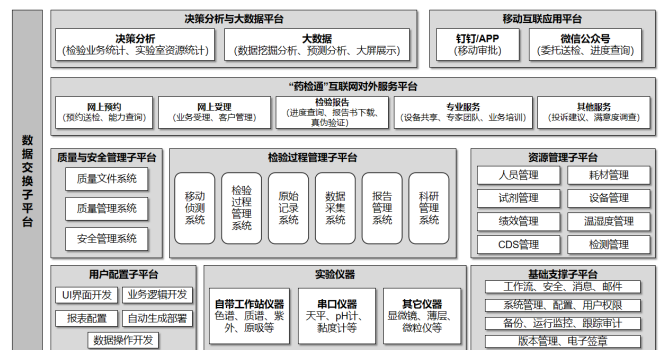 数据交换子平台
决策分析与大数据平台
决策分析
(检验业务统计、实验室资源统计)
大数据
(数据挖掘分析、预测分析、大屏展示)
移动互联应用平台
钉钉/APP
(移动审批)
微信公众号
(委托送检、进度查询)
“药检通”互联网对外服务平台
网上预约
(预约送检、能力查询)
网上受理
(业务受理、客户管理)
检验报告
(进度查询、报告书下载、
真伪验证)
专业服务
(设备共享、专家团队、业务培训)
其他服务
(投诉建议、满意度调查)
质量与安全管理子平台
质量文件系统
质量管理系统
安全管理系统
检验过程管理子平台
移动
侦测
系统
检验
过程
管理
系统
原始
记录
系统
数据
采集
系统
报告
管理
系统
科研
管理
系统
资源管理子平台
人员管理
耗材管理
试剂管理
设备管理
绩效管理
温湿度管理
CDS管理
检测管理
用户配置子平台
UI界面开发
业务逻辑开发
报表配置
自动生成部署
数据操作开发
实验仪器
自带工作站仪器
色谱、质谱、紫
外、原吸等
串口仪器
天平、pH计、
黏度计等
其它仪器
显微镜、薄层、
微粒仪等
基础支撑子平台
工作流、安全、消息、邮件
系统管理、配置、用户权限
备份、运行监控、跟踪审计
版本管理、电子签章